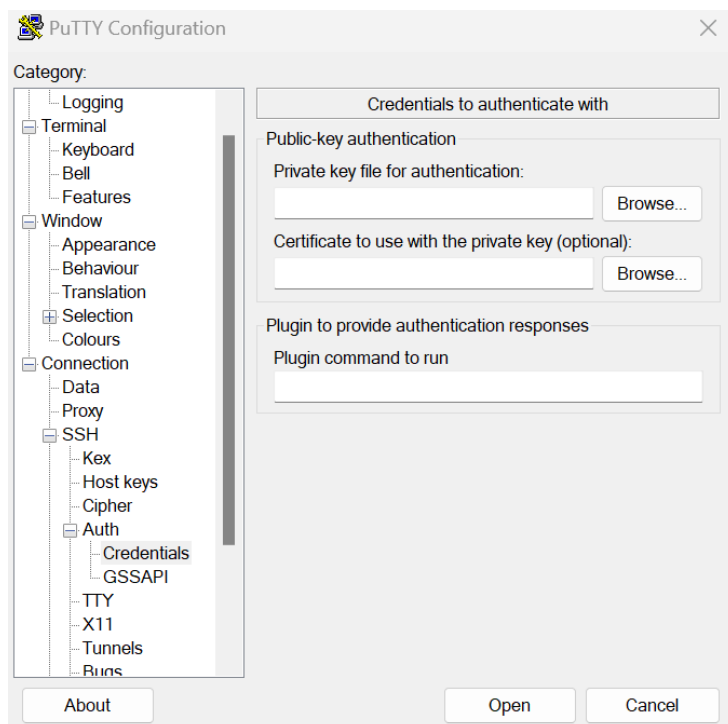 PuTTY Configuration
Category:
Logging
Terminal
Keyboard
Bell
Features
Window
Appearance
Behaviour
Translation
Selection
Colours
Connection
Data
Proxy
SSH
Kex
Host keys
Cipher
Auth
Credentials
GSSAPI
TTY
X11
Tunnels
Bugs
Credentials to authenticate with
Public-key authentication
Private key file for authentication:
Browse...
Certificate to use with the private key (optional):
Browse...
Plugin to provide authentication responses
Plugin command to run
About
Open
Cancel